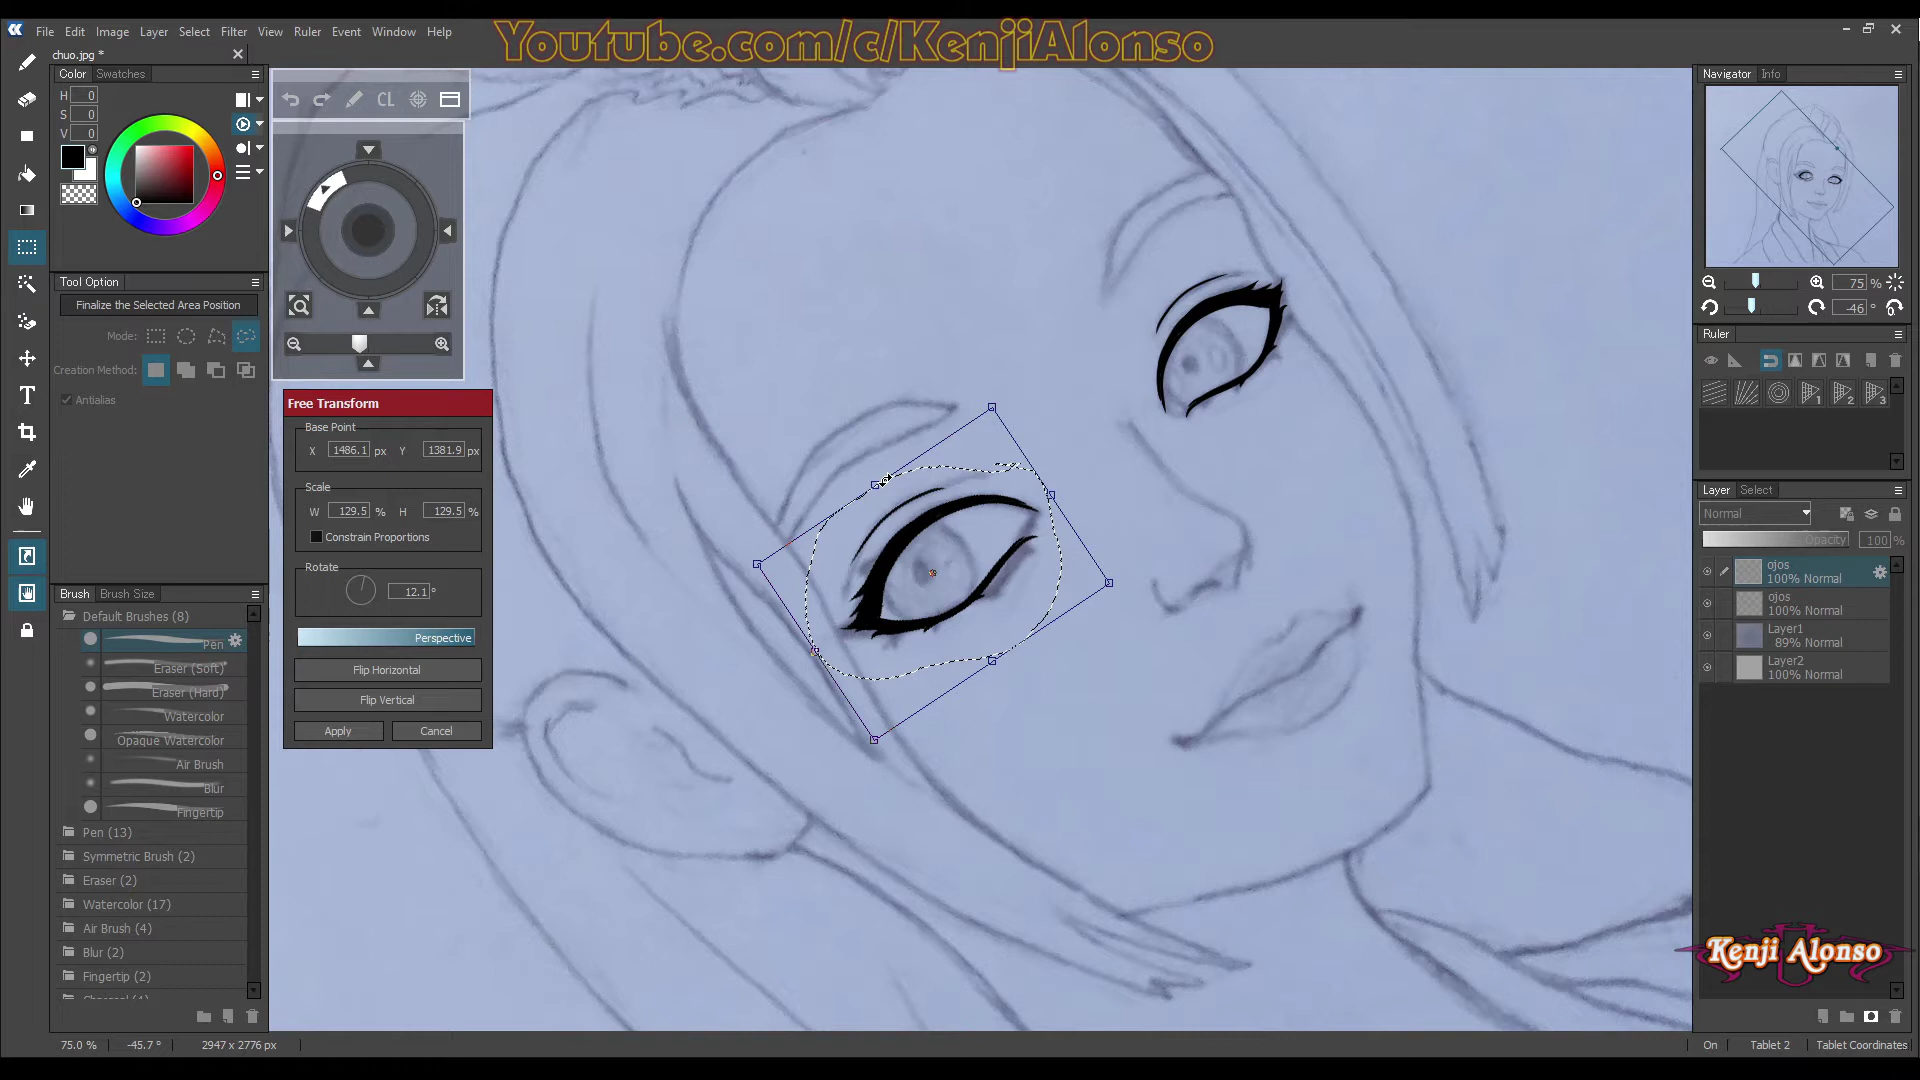 File Edit Image Layer Select Filter View Ruler Event Window Help
Youtube.com/c/KenjiAlonso
chuo.jpg *
Color Swatches
H 0
S 0
V 0
CL
Tool Option
Finalize the Selected Area Position
Mode:
Creation Method:
Antialias
Free Transform
Base Point
X 1486.1 px Y 1381.9 px
Scale
W 129.5 % H 129.5 %
Constrain Proportions
Rotate
12.1 °
Perspective
Flip Horizontal
Flip Vertical
Apply Cancel
Brush Brush Size
Default Brushes (8)
Pen
Eraser (Soft)
Eraser (Hard)
Watercolor
Opaque Watercolor
Air Brush
Blur
Fingertip
Pen (13)
Symmetric Brush (2)
Eraser (2)
Watercolor (17)
Air Brush (4)
Blur (2)
Fingertip (2)
Charcoal (4)
75.0 % -45.7 ° 2947 x 2776 px
Navigator Info
75 %
-46 °
Ruler
1 2 3
Layer Select
Normal
Opacity 100 %
ojos
100% Normal
ojos
100% Normal
Layer1
89% Normal
Layer2
100% Normal
Kenji Alonso
On Tablet 2 Tablet Coordinates